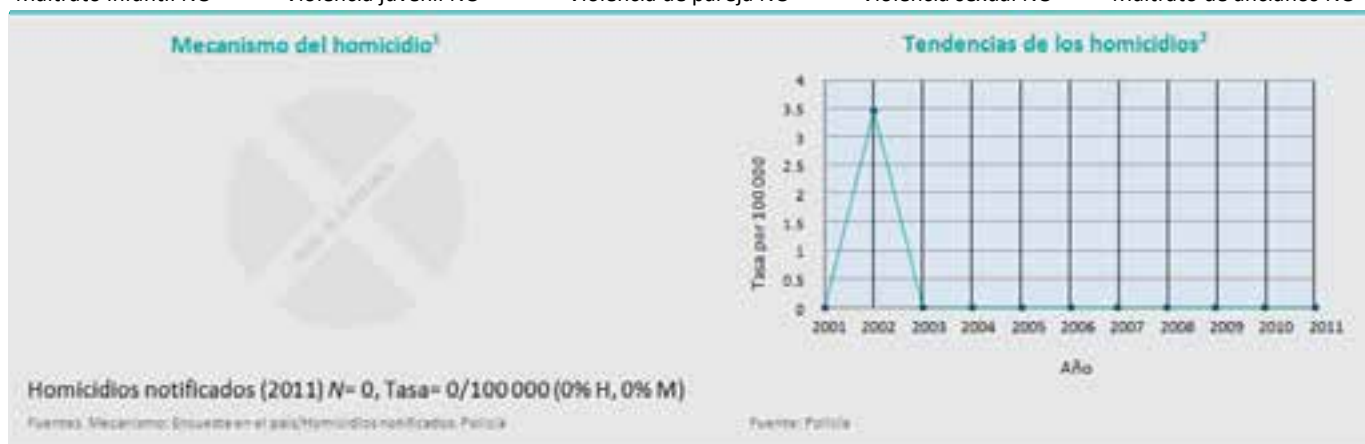 Maltrato infantil NO Violencia juvenil NO Violencia de pareja NO Violencia sexual NO Maltrato de ancianos NO
Mecanismo del homicidio¹
Homicidios notificados (2011) N= 0, Tasa= 0/100 000 (0% H, 0% M)
Fuentes. Mecanismo: Encuesta en el país/Homicidios notificados. Policía
Tendencias de los homicidios²
Tasa par 100 000
4
3.5
3
2.5
2
1.5
1
0.5
0
2001 2002 2003 2004 2005 2006 2007 2008 2009 2010 2011
Año
Fuente: Policía